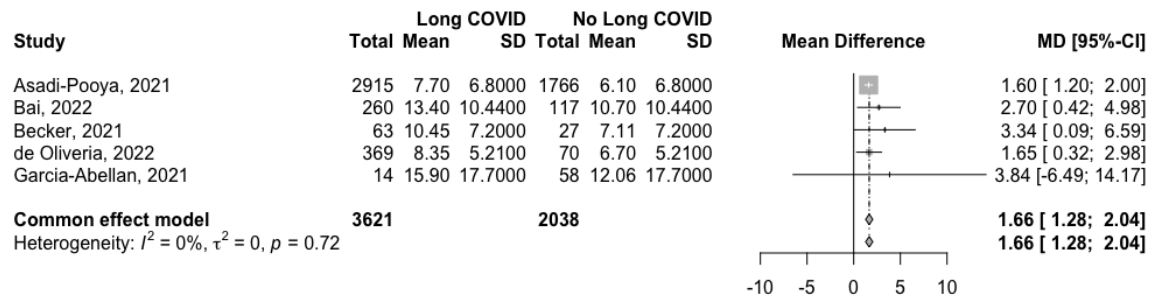 Long COVID No Long COVID
Study Total Mean SD Total Mean SD Mean Difference MD [95%-CI]
Asadi-Pooya, 2021 2915 7.70 6.8000 1766 6.10 6.8000 1.60 [ 1.20; 2.00]
Bai, 2022 260 13.40 10.4400 117 10.70 10.4400 2.70 [ 0.42; 4.98]
Becker, 2021 63 10.45 7.2000 27 7.11 7.2000 3.34 [ 0.09; 6.59]
de Oliveria, 2022 369 8.35 5.2100 70 6.70 5.2100 1.65 [ 0.32; 2.98]
Garcia-Abellan, 2021 14 15.90 17.7000 58 12.06 17.7000 3.84 [-6.49; 14.17]
Common effect model 3621 2038 1.66 [ 1.28; 2.04]
Heterogeneity: I² = 0%, τ² = 0, p = 0.72 1.66 [ 1.28; 2.04]
-10 -5 0 5 10